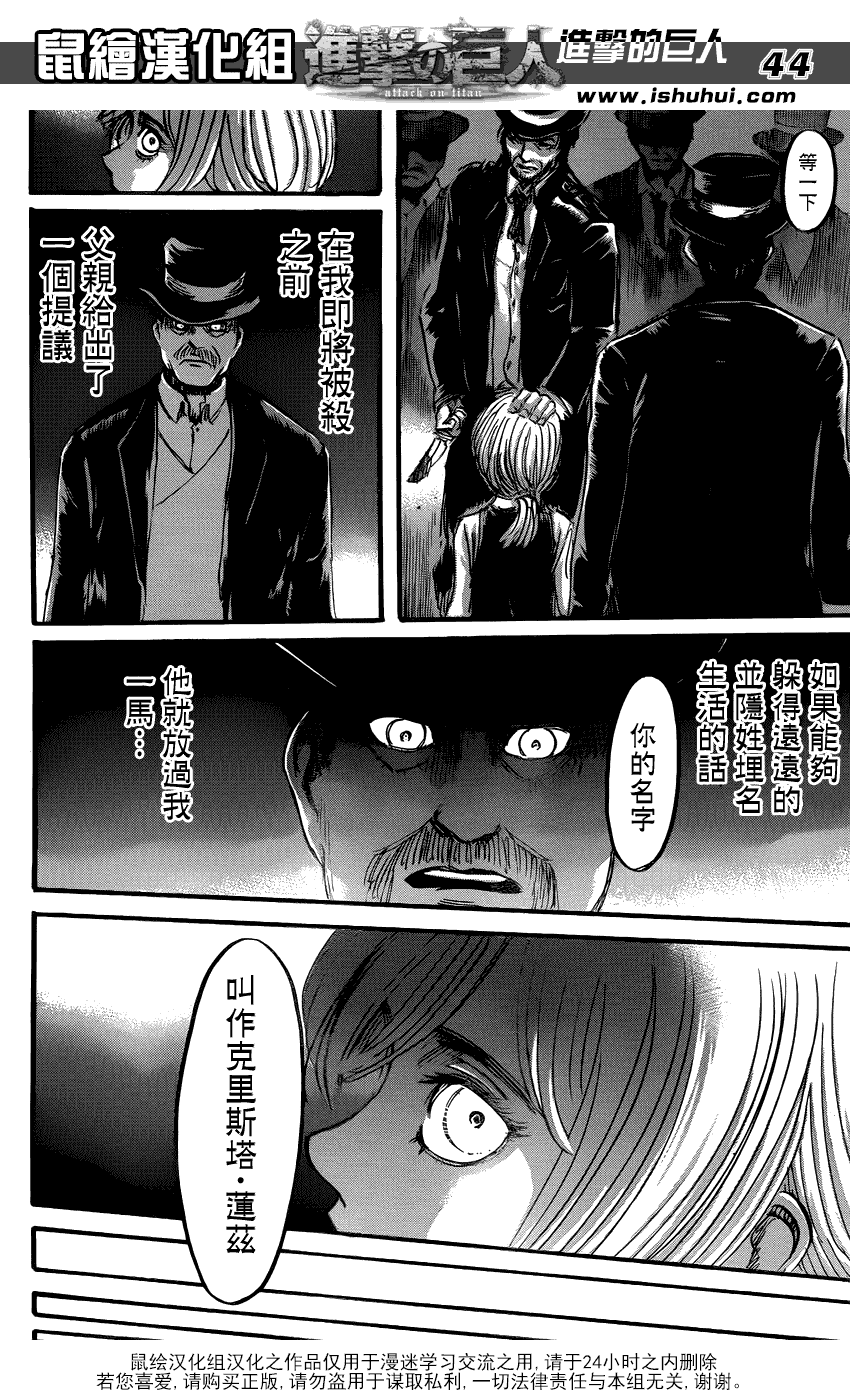 鼠繪漢化組
進撃の巨人
attack on titan
進擊的巨人
44
www.ishuhui.com
等一下
在我即將被殺
之前
父親給出了
一個提議
如果能夠
躲得遠遠的
並隱姓埋名
生活的話
你的名字
他就放過我
一馬…
叫作克里斯塔·蓮茲
鼠绘汉化组汉化之作品仅用于漫迷学习交流之用,请于24小时之内删除
若您喜爱,请购买正版,请勿盗用于谋取私利,一切法律责任与本组无关,谢谢。